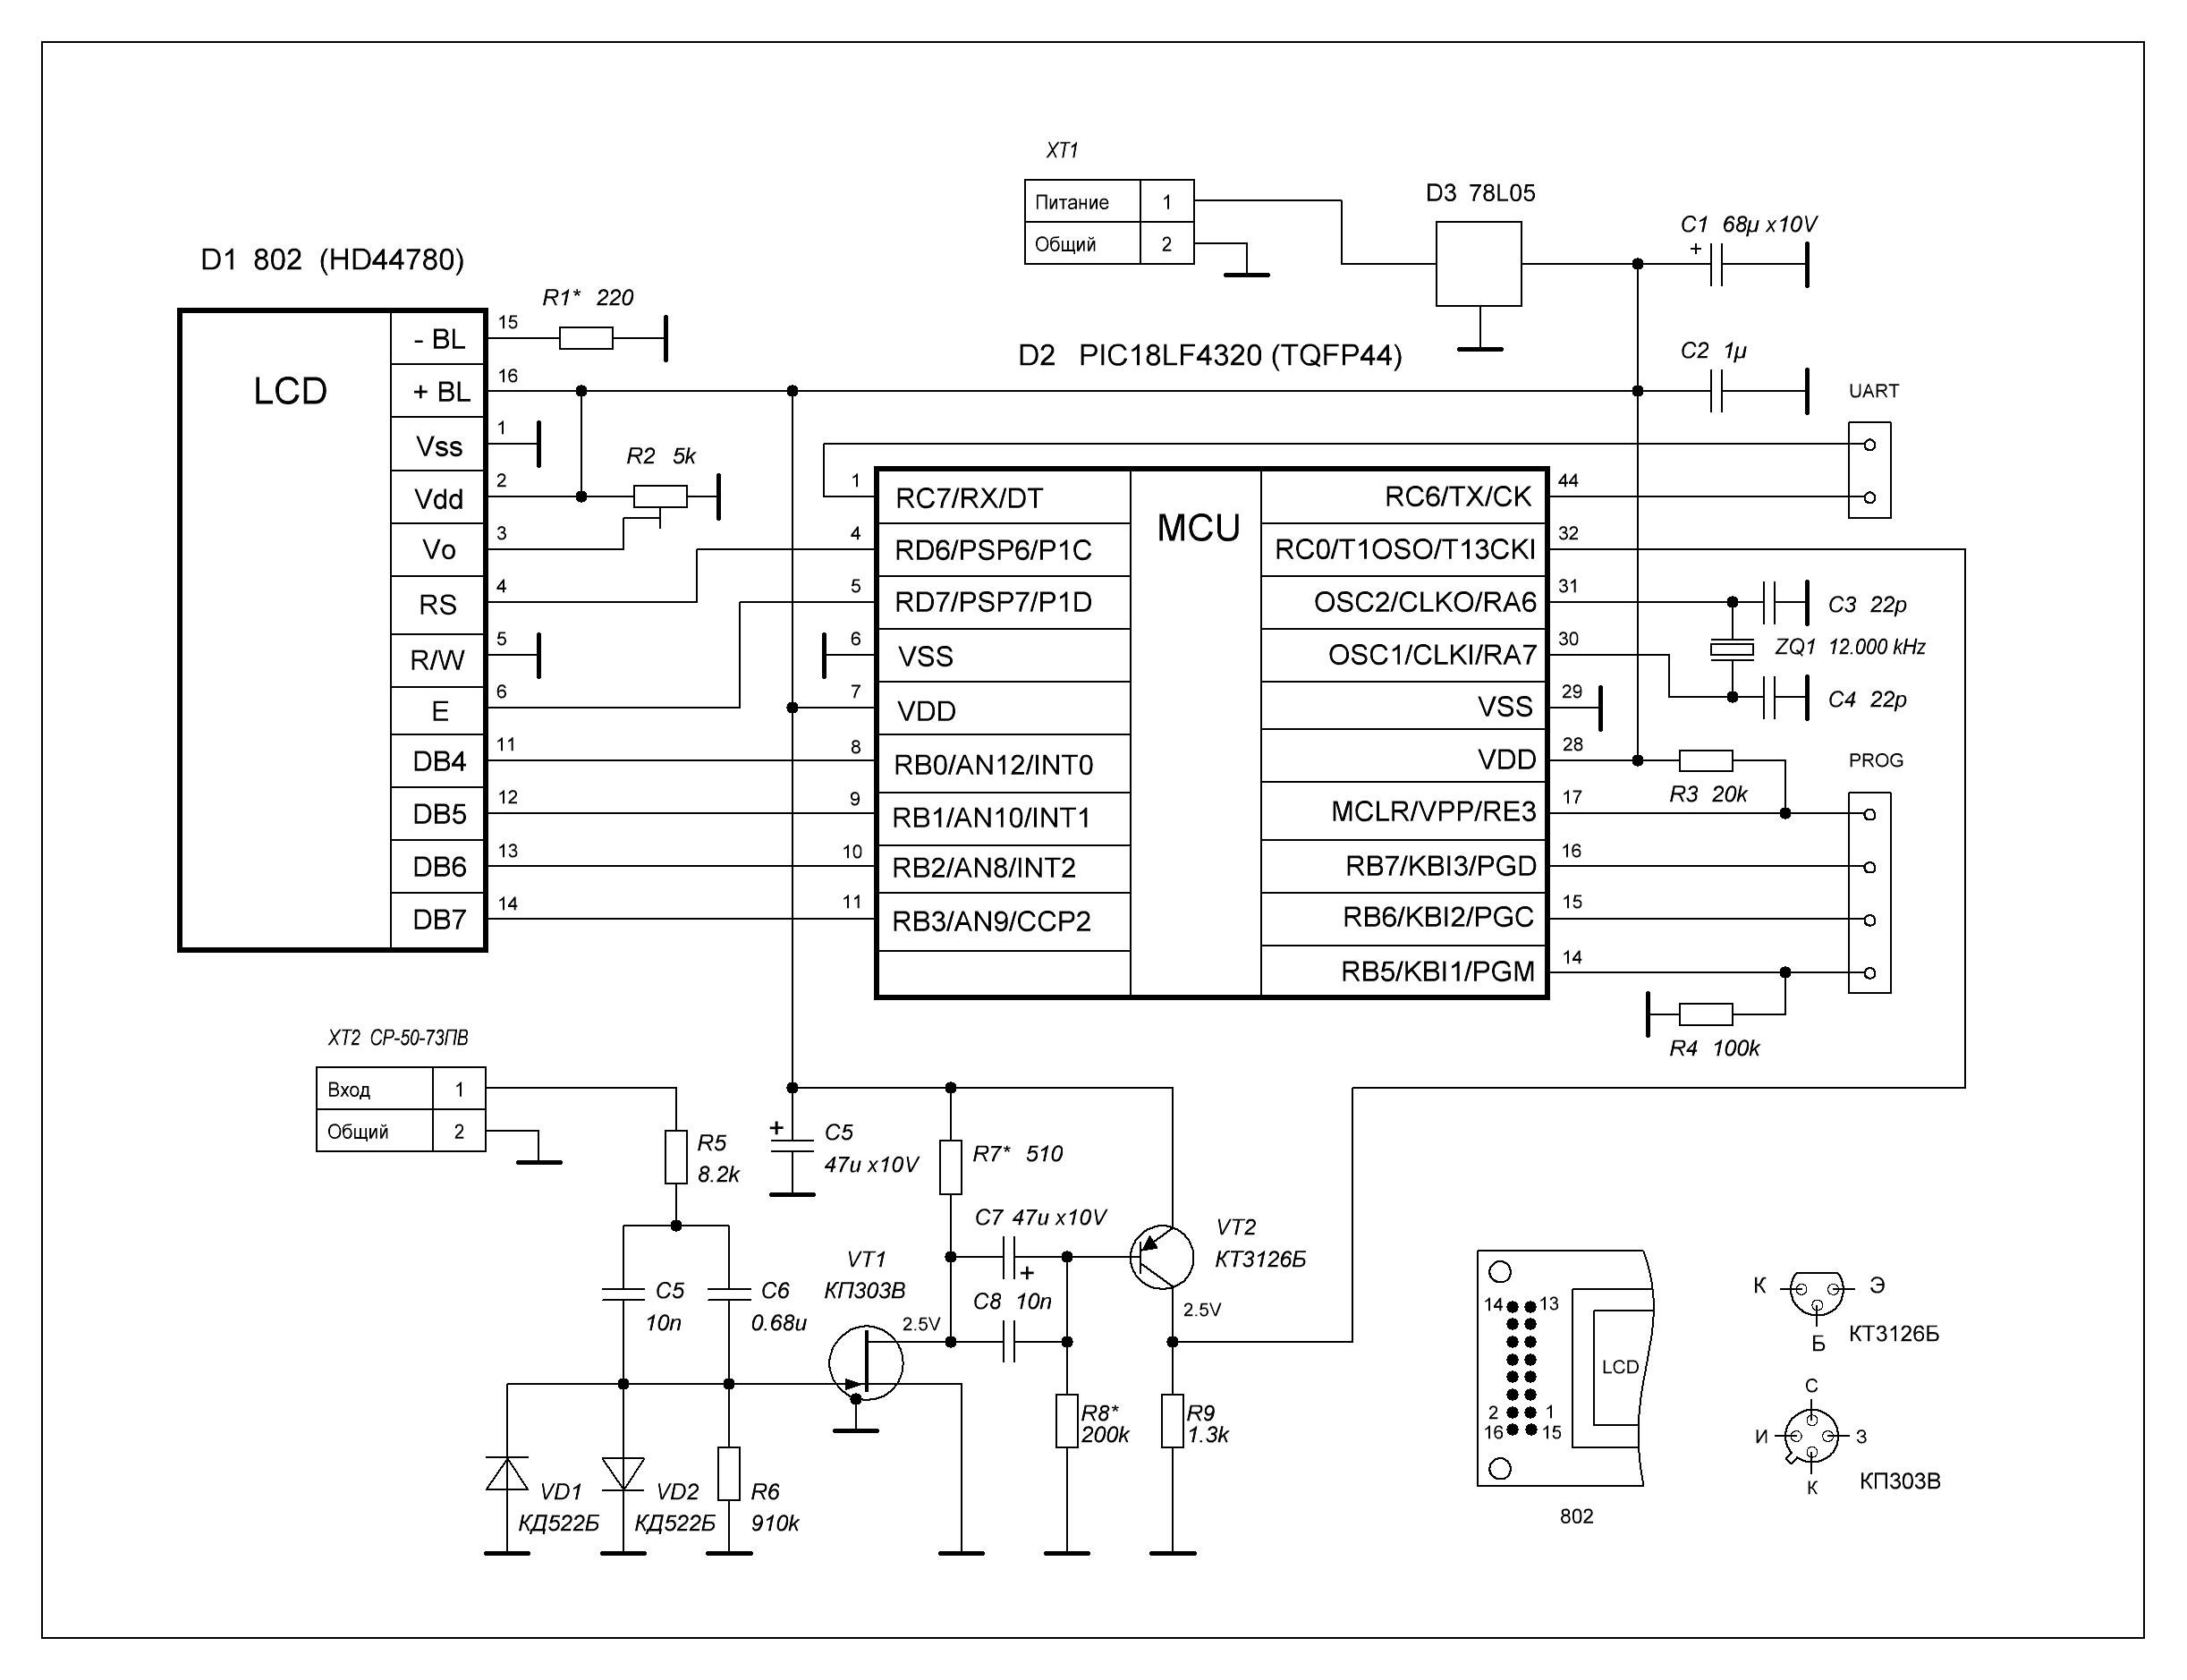 XT1
Питание 1
Общий 2
D3 78L05
C1 68µ x10V
+
D1 802 (HD44780)
R1* 220
D2 PIC18LF4320 (TQFP44)
C2 1µ
UART
LCD
- BL 15
+ BL 16
Vss 1
Vdd 2
Vo 3
RS 4
R/W 5
E 6
DB4 11
DB5 12
DB6 13
DB7 14
R2 5k
MCU
1 RC7/RX/DT
4 RD6/PSP6/P1C
5 RD7/PSP7/P1D
6 VSS
7 VDD
8 RB0/AN12/INT0
9 RB1/AN10/INT1
10 RB2/AN8/INT2
11 RB3/AN9/CCP2
RC6/TX/CK 44
RC0/T1OSO/T13CKI 32
OSC2/CLKO/RA6 31
OSC1/CLKI/RA7 30
VSS 29
VDD 28
MCLR/VPP/RE3 17
RB7/KBI3/PGD 16
RB6/KBI2/PGC 15
RB5/KBI1/PGM 14
C3 22p
ZQ1 12.000 kHz
C4 22p
R3 20k
PROG
R4 100k
XT2 CP-50-73ПВ
Вход 1
Общий 2
R5
8.2k
+
C5
47u x10V
R7* 510
C7 47u x10V
+
C8 10n
VT2
КТ3126Б
2.5V
VT1
КП303В
2.5V
C5
10n
C6
0.68u
R8*
200k
R9
1.3k
VD1
КД522Б
VD2
КД522Б
R6
910k
14 13
LCD
2 1
16 15
802
К Э
Б
КТ3126Б
С
И З
К
КП303В